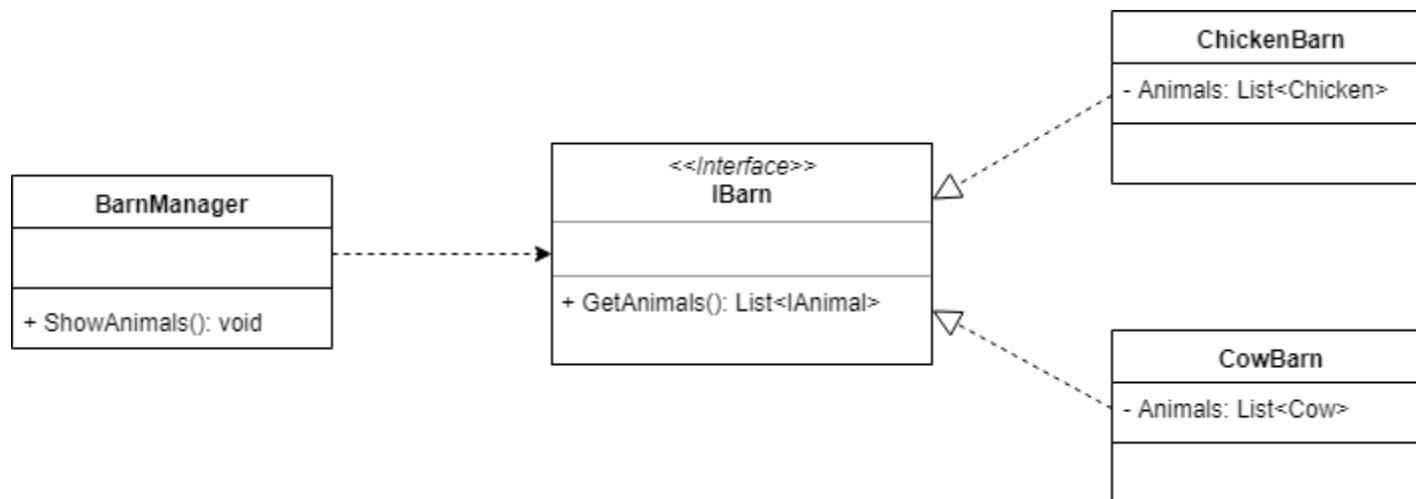 BarnManager
+ ShowAnimals(): void
<<Interface>>
IBarn
+ GetAnimals(): List<IAnimal>
ChickenBarn
- Animals: List<Chicken>
CowBarn
- Animals: List<Cow>